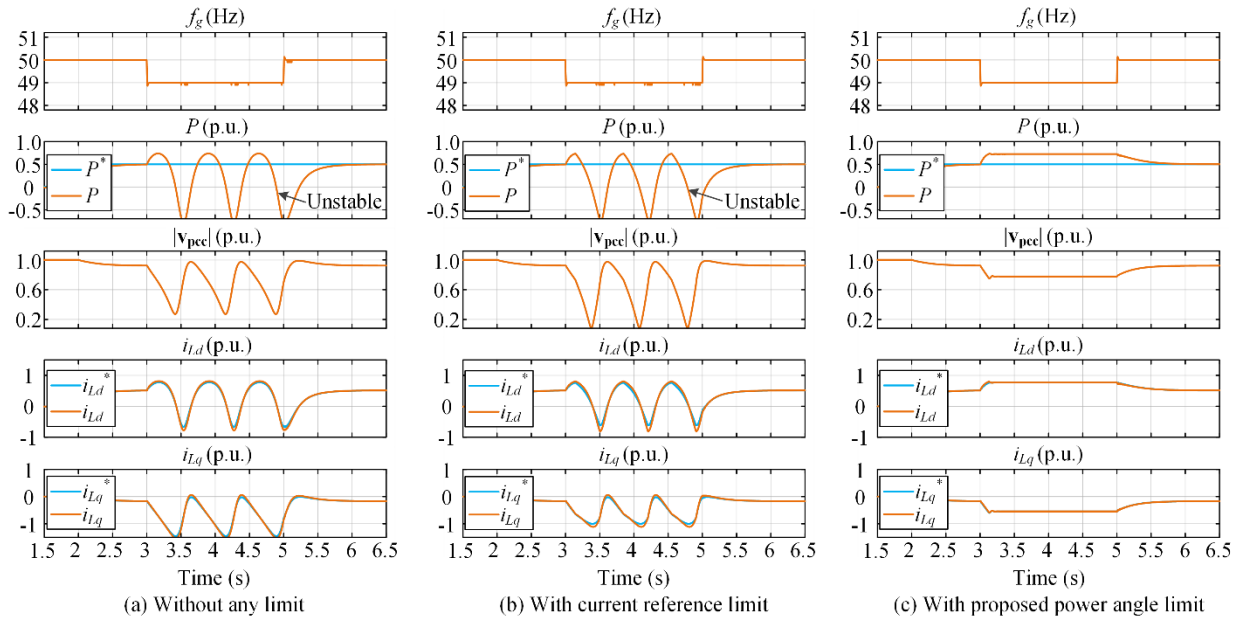 f_g (Hz)
51
50
49
48
P (p.u.)
1.0
0.5
0
-0.5
P*
P
Unstable
|v_pcc| (p.u.)
1.0
0.6
0.2
i_Ld (p.u.)
1
0
-1
i_Ld*
i_Ld
i_Lq (p.u.)
1
0
-1
i_Lq*
i_Lq
1.5 2 2.5 3 3.5 4 4.5 5 5.5 6 6.5
Time (s)
(a) Without any limit
f_g (Hz)
51
50
49
48
P (p.u.)
1.0
0.5
0
-0.5
P*
P
Unstable
|v_pcc| (p.u.)
1.0
0.6
0.2
i_Ld (p.u.)
1
0
-1
i_Ld*
i_Ld
i_Lq (p.u.)
1
0
-1
i_Lq*
i_Lq
1.5 2 2.5 3 3.5 4 4.5 5 5.5 6 6.5
Time (s)
(b) With current reference limit
f_g (Hz)
51
50
49
48
P (p.u.)
1.0
0.5
0
-0.5
P*
P
|v_pcc| (p.u.)
1.0
0.6
0.2
i_Ld (p.u.)
1
0
-1
i_Ld*
i_Ld
i_Lq (p.u.)
1
0
-1
i_Lq*
i_Lq
1.5 2 2.5 3 3.5 4 4.5 5 5.5 6 6.5
Time (s)
(c) With proposed power angle limit